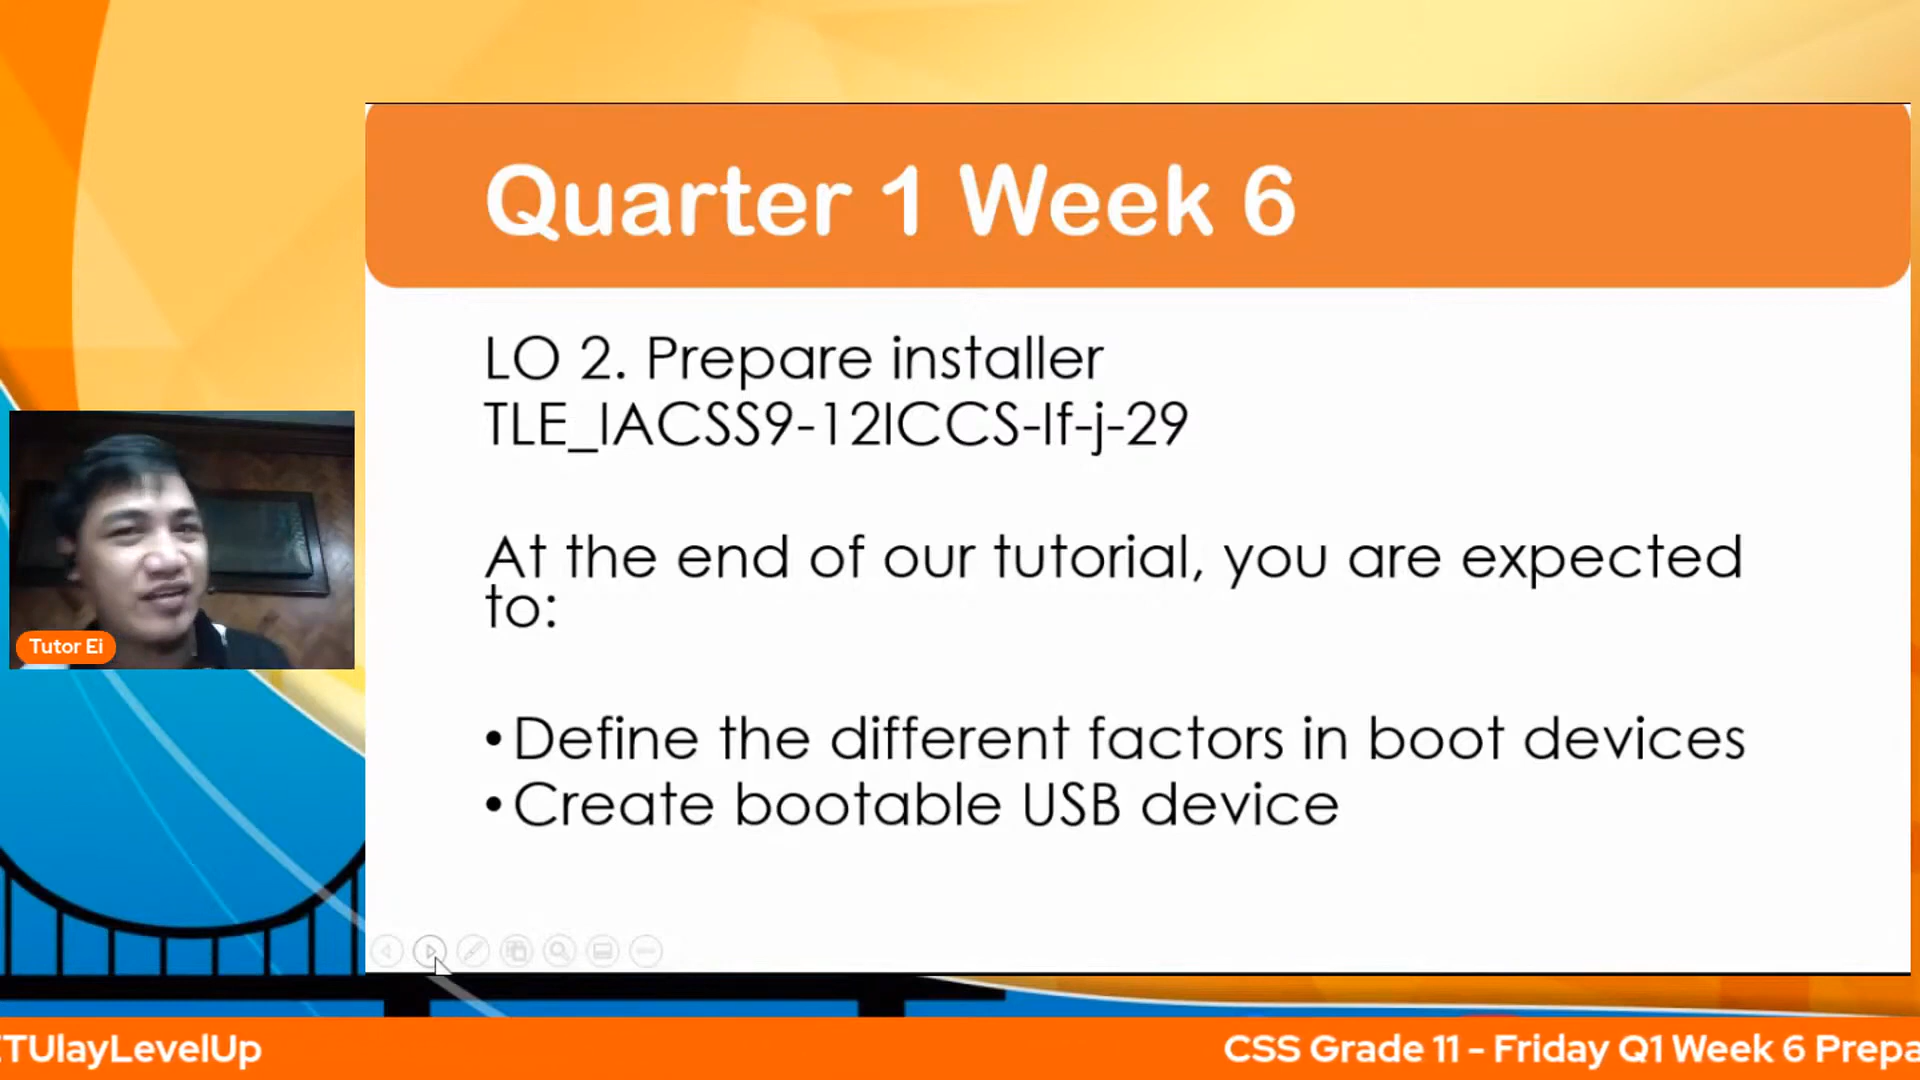 Quarter 1 Week 6
LO 2. Prepare installer
TLE_IACSS9-12ICCS-If-j-29
At the end of our tutorial, you are expected
to:
•Define the different factors in boot devices
•Create bootable USB device
Tutor Ei
ETUlayLevelUp
CSS Grade 11 - Friday Q1 Week 6 Prepa